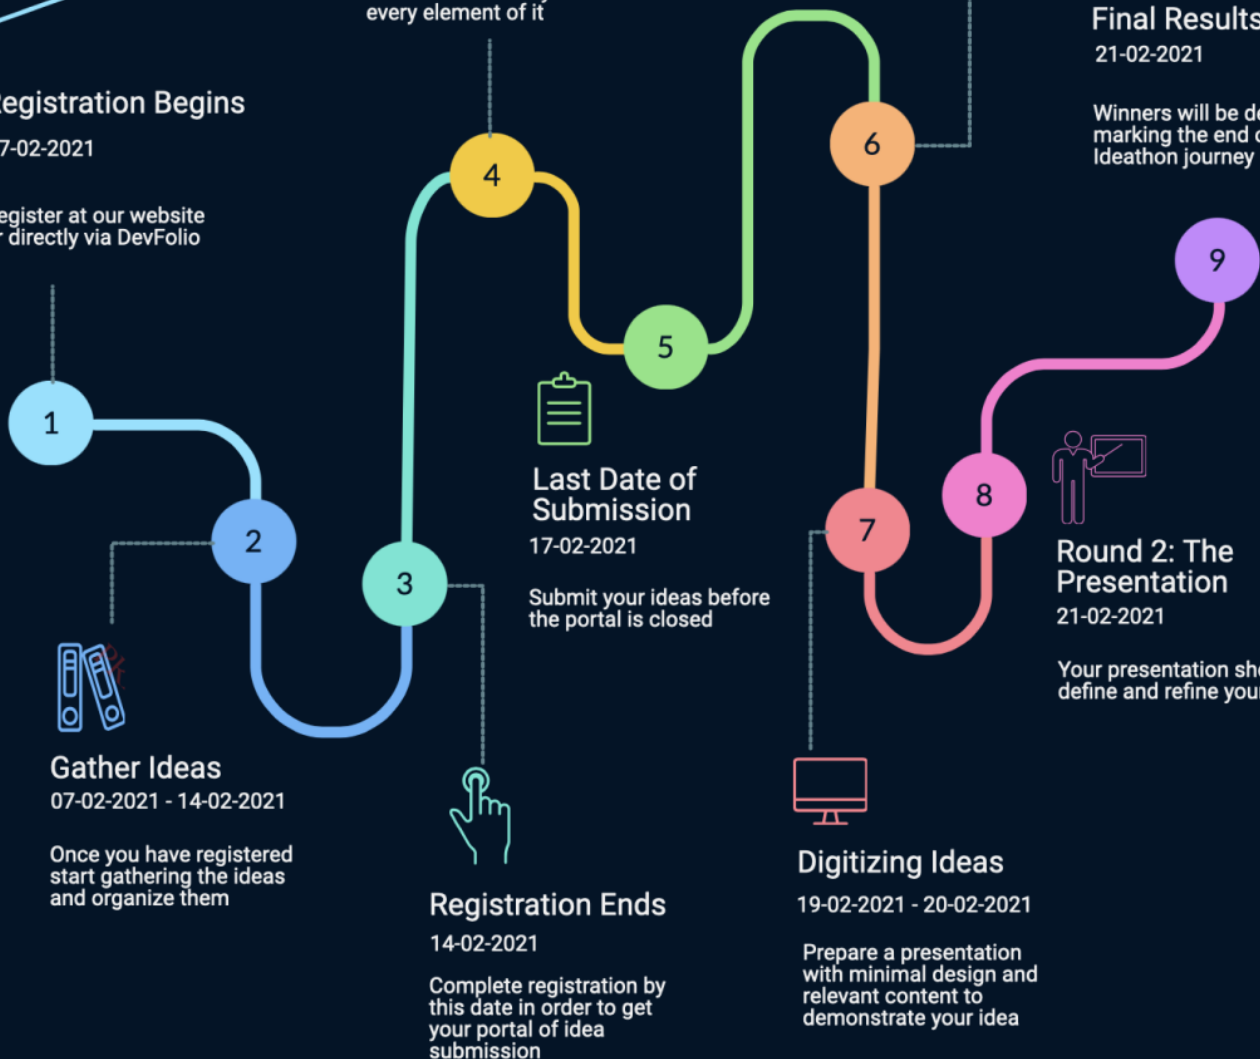 every element of it
Registration Begins
7-02-2021
register at our website
directly via DevFolio
1
Gather Ideas
07-02-2021 - 14-02-2021
Once you have registered
start gathering the ideas
and organize them
2
3
Registration Ends
14-02-2021
Complete registration by
this date in order to get
your portal of idea
submission
4
5
Last Date of
Submission
17-02-2021
Submit your ideas before
the portal is closed
6
7
Digitizing Ideas
19-02-2021 - 20-02-2021
Prepare a presentation
with minimal design and
relevant content to
demonstrate your idea
8
Round 2: The
Presentation
21-02-2021
Your presentation
define and refine
Final Results
21-02-2021
Winners will be
marking the end
Ideathon journey
9